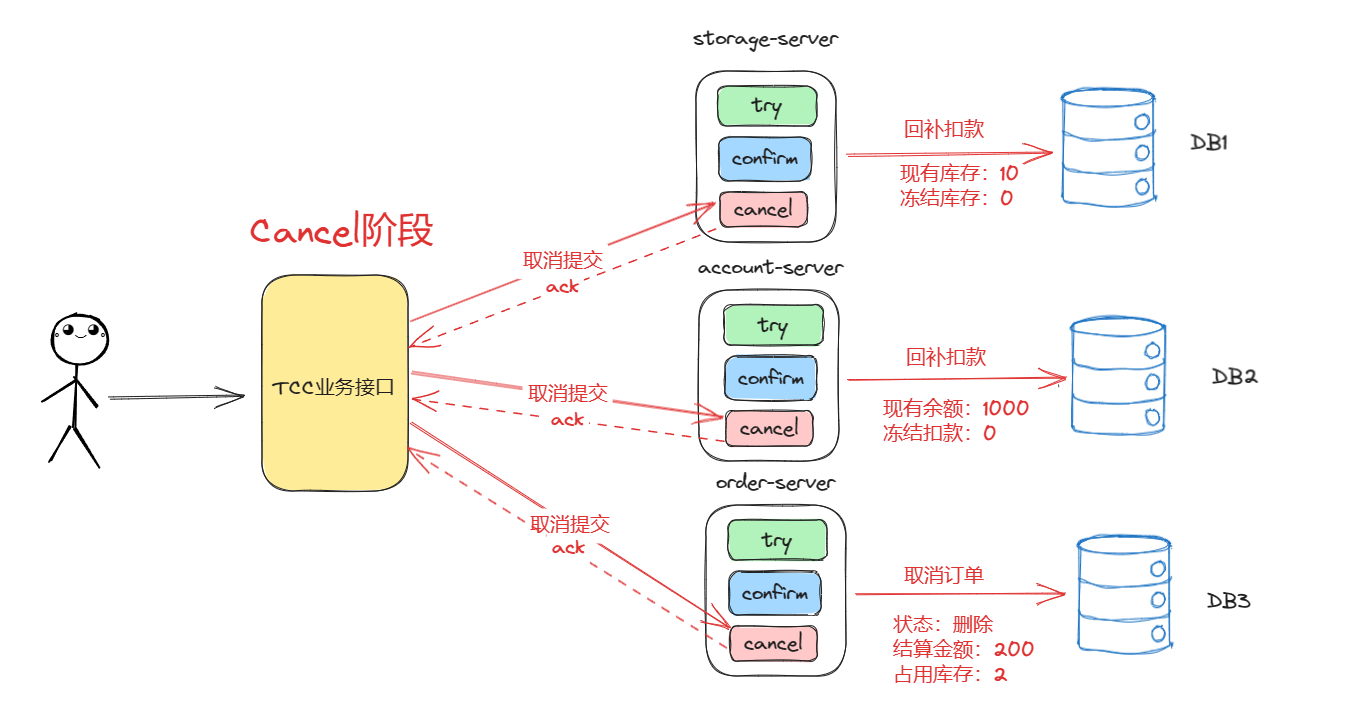 Cancel阶段
TCC业务接口
取消提交
ack
取消提交
ack
取消提交
ack
storage-server
try
confirm
cancel
回补扣款
现有库存：10
冻结库存：0
DB1
account-server
try
confirm
cancel
回补扣款
现有余额：1000
冻结扣款：0
DB2
order-server
try
confirm
cancel
取消订单
状态：删除
结算金额：200
占用库存：2
DB3